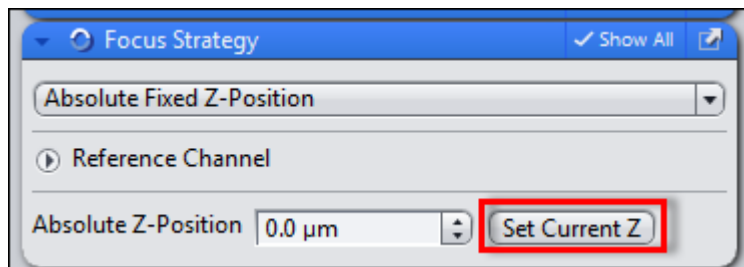 Focus Strategy Show All
Absolute Fixed Z-Position
Reference Channel
Absolute Z-Position 0.0 µm Set Current Z